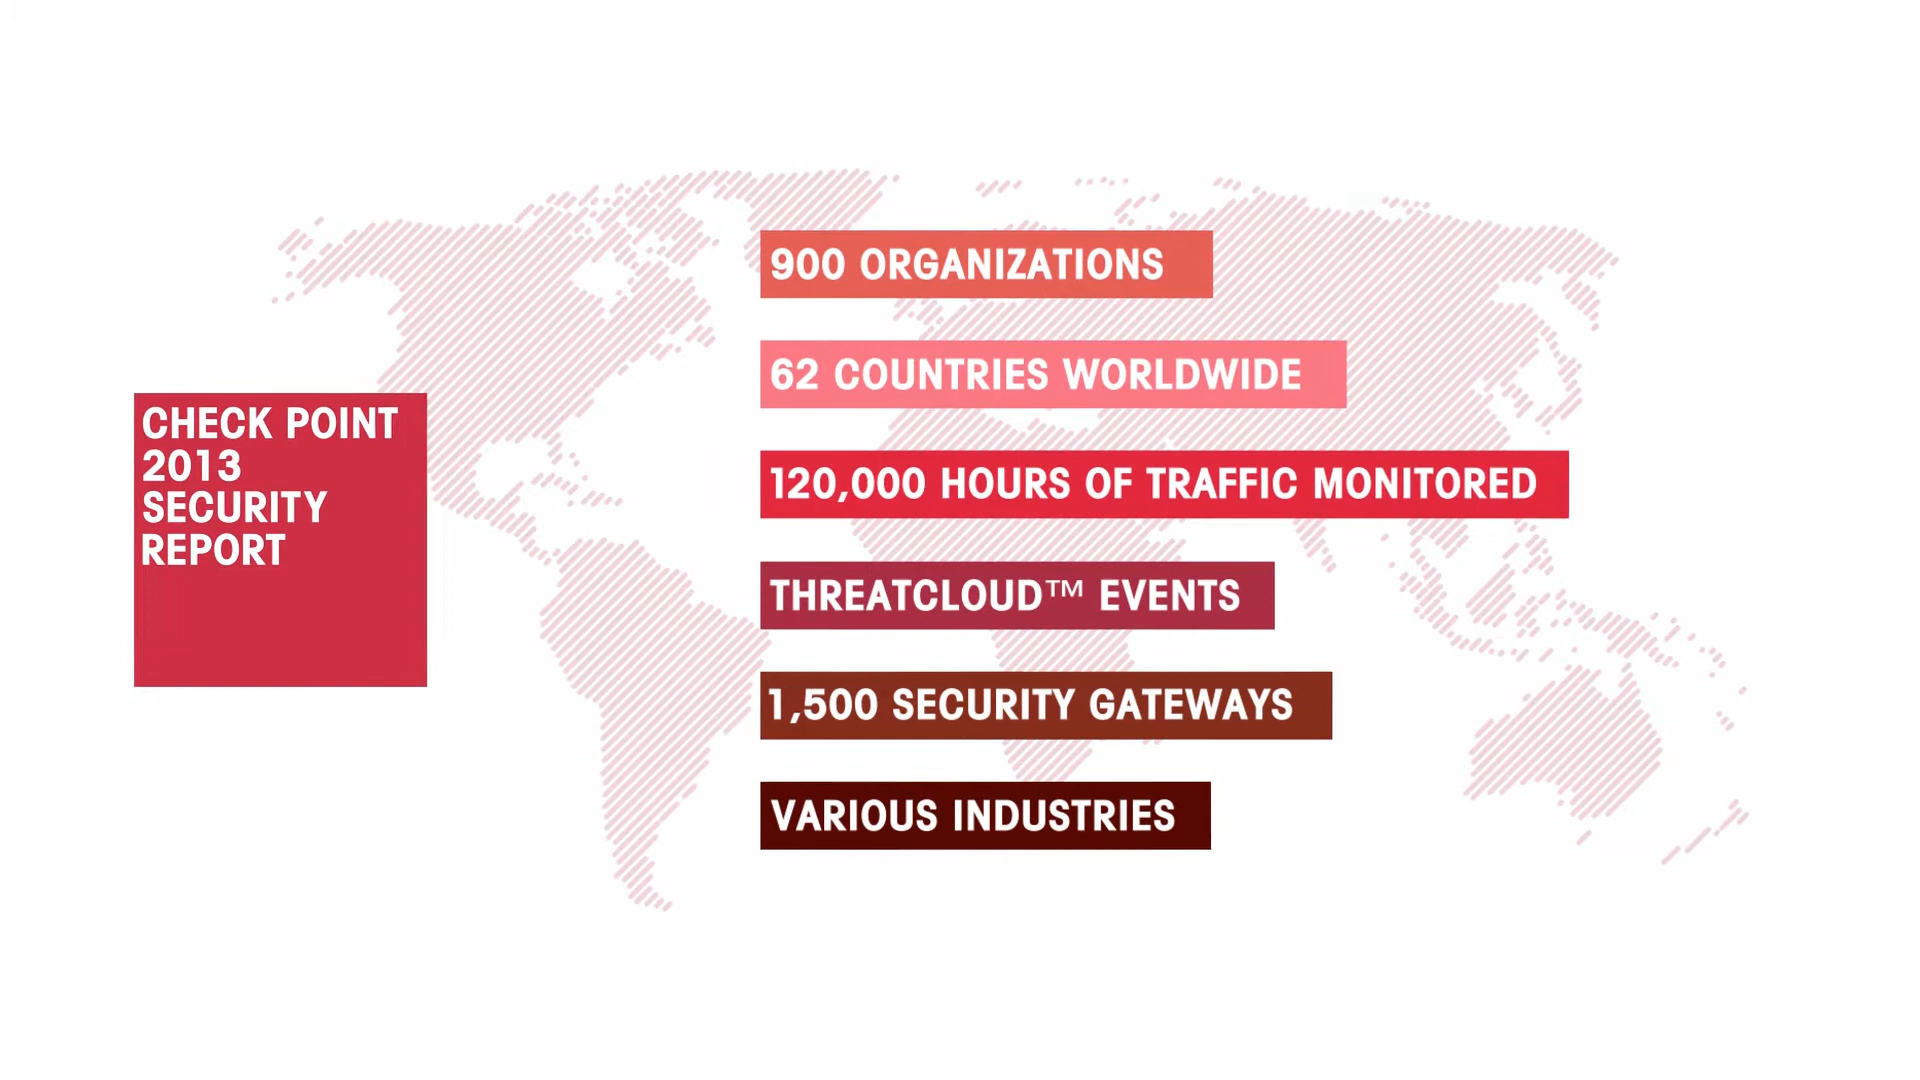 CHECK POINT
2013
SECURITY
REPORT
900 ORGANIZATIONS
62 COUNTRIES WORLDWIDE
120,000 HOURS OF TRAFFIC MONITORED
THREATCLOUD™ EVENTS
1,500 SECURITY GATEWAYS
VARIOUS INDUSTRIES